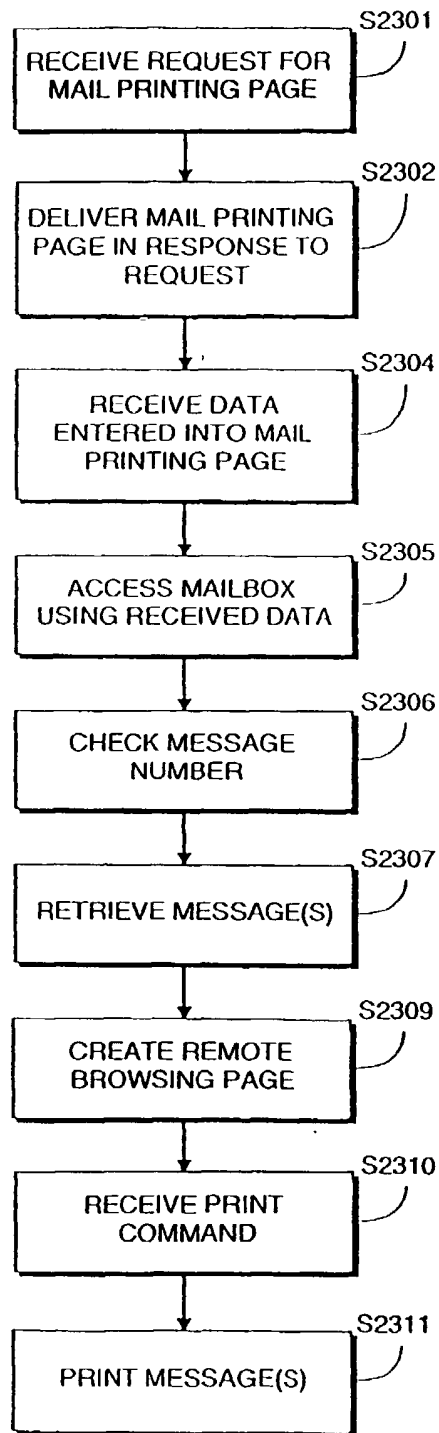 S2301
RECEIVE REQUEST FOR
MAIL PRINTING PAGE
S2302
DELIVER MAIL PRINTING
PAGE IN RESPONSE TO
REQUEST
S2304
RECEIVE DATA
ENTERED INTO MAIL
PRINTING PAGE
S2305
ACCESS MAILBOX
USING RECEIVED DATA
S2306
CHECK MESSAGE
NUMBER
S2307
RETRIEVE MESSAGE(S)
S2309
CREATE REMOTE
BROWSING PAGE
S2310
RECEIVE PRINT
COMMAND
S2311
PRINT MESSAGE(S)